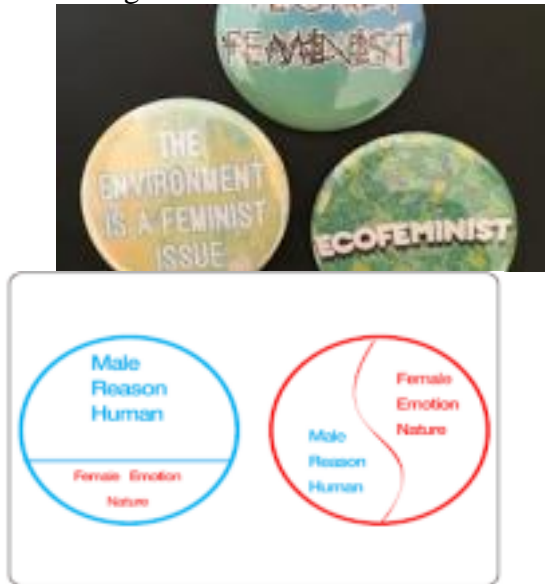 FEMINIST
THE
ENVIRONMENT
IS A FEMINIST
ISSUE
ECOFEMINIST
Male
Reason
Human
Female Emotion
Nature
Female
Emotion
Nature
Male
Reason
Human